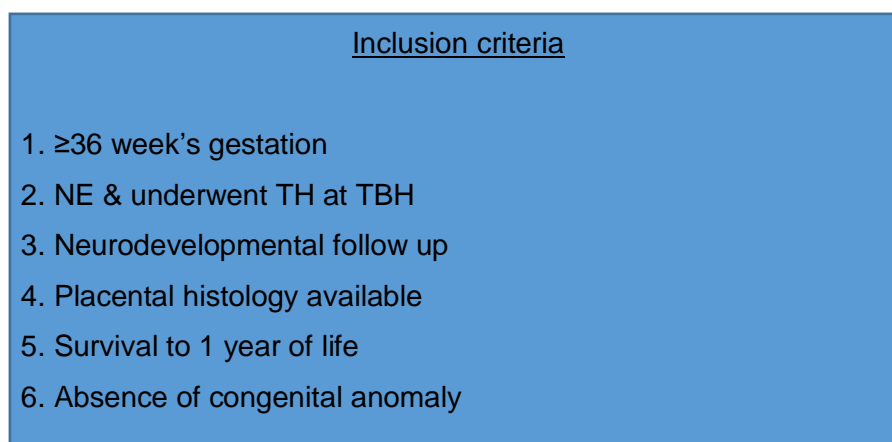 Inclusion criteria
1. ≥36 week’s gestation
2. NE & underwent TH at TBH
3. Neurodevelopmental follow up
4. Placental histology available
5. Survival to 1 year of life
6. Absence of congenital anomaly